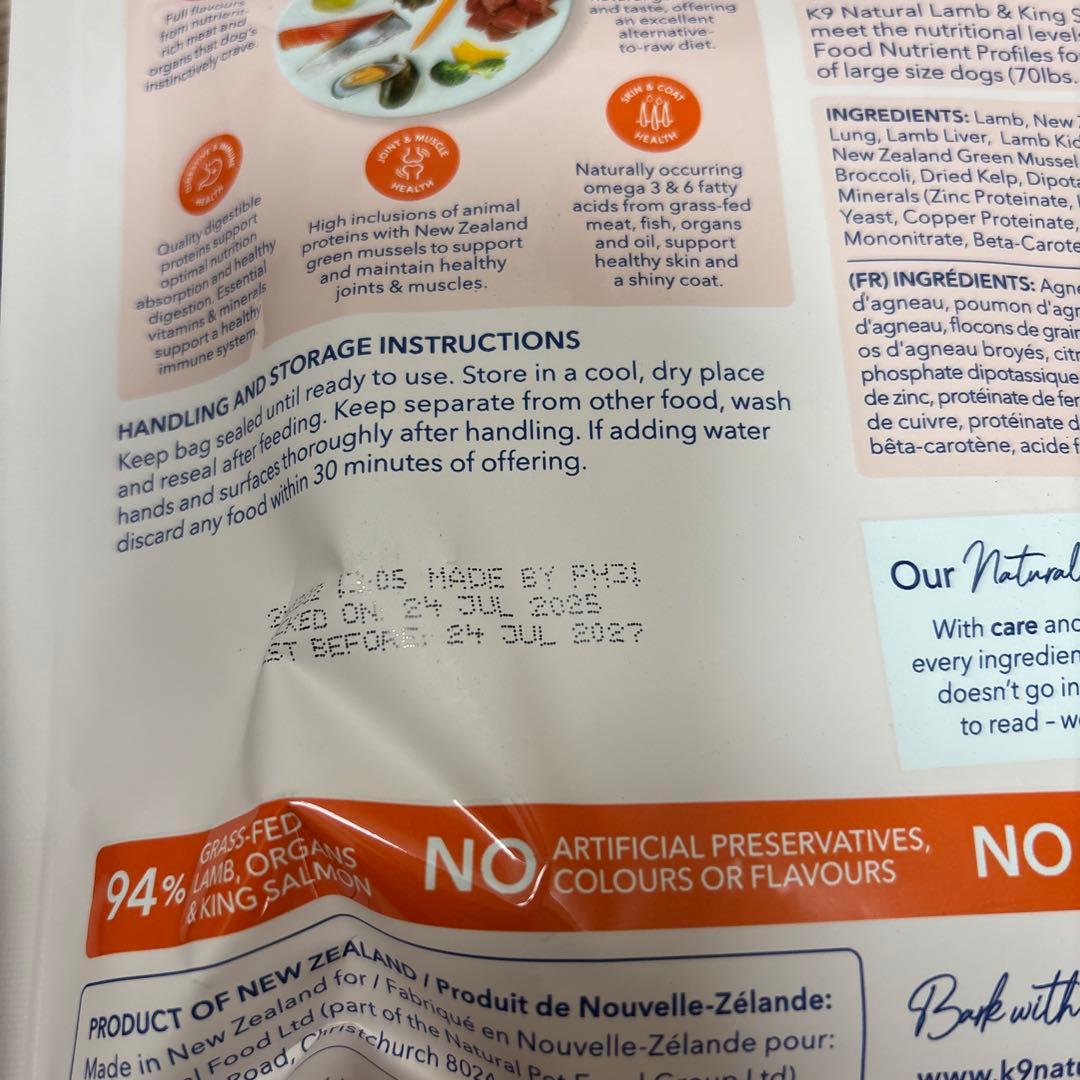 Full flavours
from nutrient-
rich meat and
organs that dog's
instinctively crave.
and taste, offering
an excellent
alternative-
to-raw diet.
DIGESTIVE & IMMUNE
HEALTH
Quality digestible
proteins support
optimal nutrition
absorption and healthy
digestion. Essential
vitamins & minerals
support a healthy
immune system.
JOINT & MUSCLE
HEALTH
High inclusions of animal
proteins with New Zealand
green mussels to support
and maintain healthy
joints & muscles.
SKIN & COAT
HEALTH
Naturally occurring
omega 3 & 6 fatty
acids from grass-fed
meat, fish, organs
and oil, support
healthy skin and
a shiny coat.
K9 Natural Lamb & King
meet the nutritional level
Food Nutrient Profiles fo
of large size dogs (70lbs.
INGREDIENTS: Lamb, New
Lung, Lamb Liver, Lamb Kid
New Zealand Green Mussel
Broccoli, Dried Kelp, Dipota
Minerals (Zinc Proteinate,
Yeast, Copper Proteinate,
Mononitrate, Beta-Carote
(FR) INGRÉDIENTS: Agne
d'agneau, poumon d'agn
d'agneau, flocons de grain
os d'agneau broyés, citr
phosphate dipotassique
de zinc, protéinate de fer
de cuivre, protéinate d
bêta-carotène, acide f
HANDLING AND STORAGE INSTRUCTIONS
Keep bag sealed until ready to use. Store in a cool, dry place
and reseal after feeding. Keep separate from other food, wash
hands and surfaces thoroughly after handling. If adding water
discard any food within 30 minutes of offering.
:05 MADE BY PM31
KED ON: 24 JUL 2025
ST BEFORE: 24 JUL 2027
Our Natural
With care and
every ingredien
doesn't go in
to read - w
94% GRASS-FED
LAMB, ORGANS
& KING SALMON
NO ARTIFICIAL PRESERVATIVES,
COLOURS OR FLAVOURS
NO
PRODUCT OF NEW ZEALAND / Produit de Nouvelle-Zélande:
Made in New Zealand for / Fabriqué en Nouvelle-Zélande pour:
l Food Ltd (part of the Natural Pet Food Group Ltd)
Road, Christchurch 802
Bark with
www.k9natu